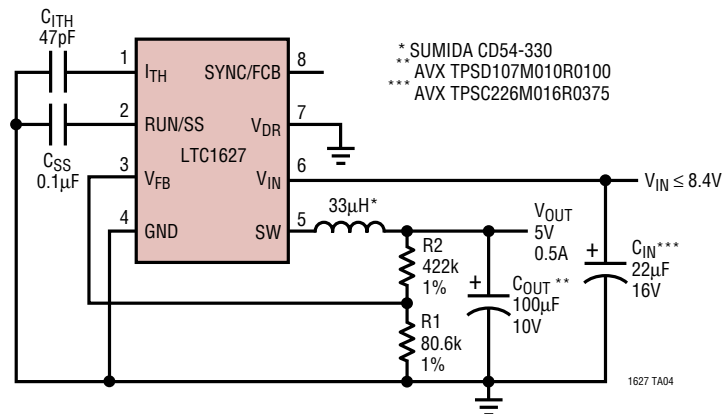 C_ITH
47pF
1
I_TH
SYNC/FCB
8
* SUMIDA CD54-330
** AVX TPSD107M010R0100
*** AVX TPSC226M016R0375
2
RUN/SS
V_DR
7
C_SS
0.1µF
LTC1627
3
V_FB
V_IN
6
V_IN ≤ 8.4V
4
GND
SW
5
33µH*
V_OUT
5V
0.5A
R2
422k
1%
+
C_OUT**
100µF
10V
+
C_IN***
22µF
16V
R1
80.6k
1%
1627 TA04